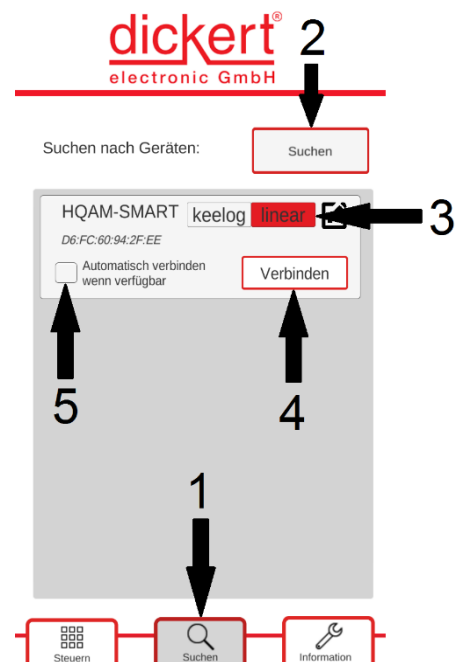 dickert®
electronic GmbH
2
Suchen nach Geräten:
Suchen
HQAM-SMART keelog linear
3
D6:FC:60:94:2F:EE
Automatisch verbinden
wenn verfügbar
Verbinden
5
4
1
Steuern
Suchen
Information